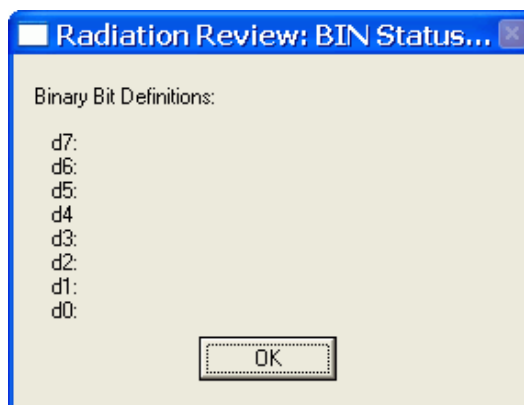 Radiation Review: BIN Status...
Binary Bit Definitions:
d7:
d6:
d5:
d4
d3:
d2:
d1:
d0:
OK